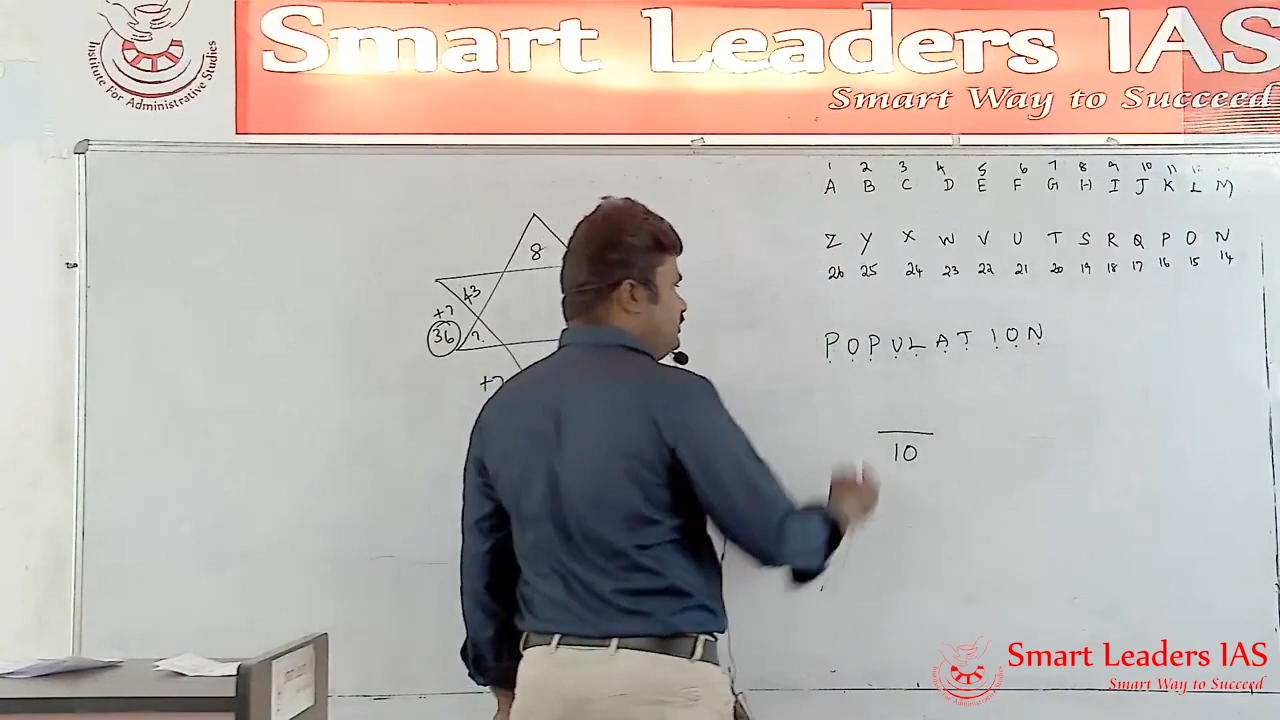 Smart Leaders IAS
Smart Way to Succeed
Institute For Administrative Studies
1 2 3 4 5 6 7 8 9 10 11 12
A B C D E F G H I J K L M
Z Y X W V U T S R Q P O N
26 25 24 23 22 21 20 19 18 17 16 15 14
8
43
+7
36
?
+7
POPULATION
10
Smart Leaders IAS
Smart Way to Succeed